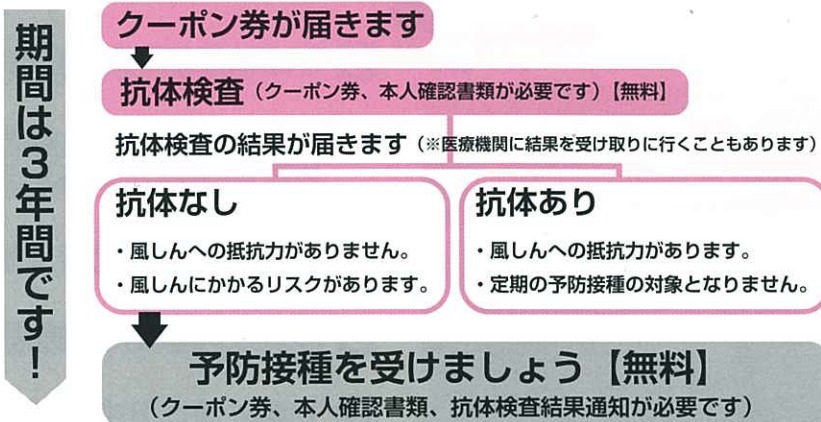 期間は３年間です！
クーポン券が届きます
抗体検査（クーポン券、本人確認書類が必要です）【無料】
抗体検査の結果が届きます（※医療機関に結果を受け取りに行くこともあります）
抗体なし
・風しんへの抵抗力がありません。
・風しんにかかるリスクがあります。
抗体あり
・風しんへの抵抗力があります。
・定期の予防接種の対象となりません。
予防接種を受けましょう【無料】
（クーポン券、本人確認書類、抗体検査結果通知が必要です）